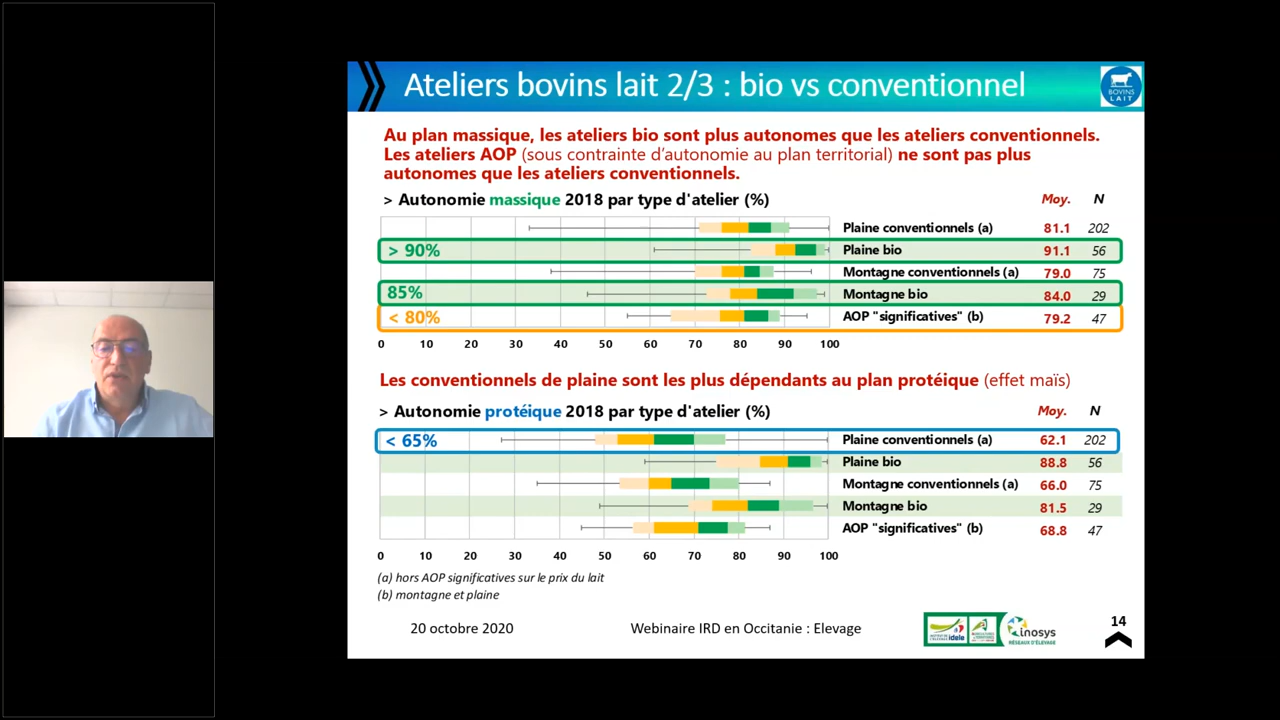 Ateliers bovins lait 2/3 : bio vs conventionnel
BOVINS
LAIT
Au plan massique, les ateliers bio sont plus autonomes que les ateliers conventionnels.
Les ateliers AOP (sous contrainte d'autonomie au plan territorial) ne sont pas plus
autonomes que les ateliers conventionnels.
> Autonomie massique 2018 par type d'atelier (%) Moy. N
Plaine conventionnels (a) 81.1 202
> 90% Plaine bio 91.1 56
Montagne conventionnels (a) 79.0 75
85% Montagne bio 84.0 29
< 80% AOP "significatives" (b) 79.2 47
0 10 20 30 40 50 60 70 80 90 100
Les conventionnels de plaine sont les plus dépendants au plan protéique (effet maïs)
> Autonomie protéique 2018 par type d'atelier (%) Moy. N
< 65% Plaine conventionnels (a) 62.1 202
Plaine bio 88.8 56
Montagne conventionnels (a) 66.0 75
Montagne bio 81.5 29
AOP "significatives" (b) 68.8 47
0 10 20 30 40 50 60 70 80 90 100
(a) hors AOP significatives sur le prix du lait
(b) montagne et plaine
20 octobre 2020 Webinaire IRD en Occitanie : Elevage 14
idele
inosys
RÉSEAUX D'ÉLEVAGE